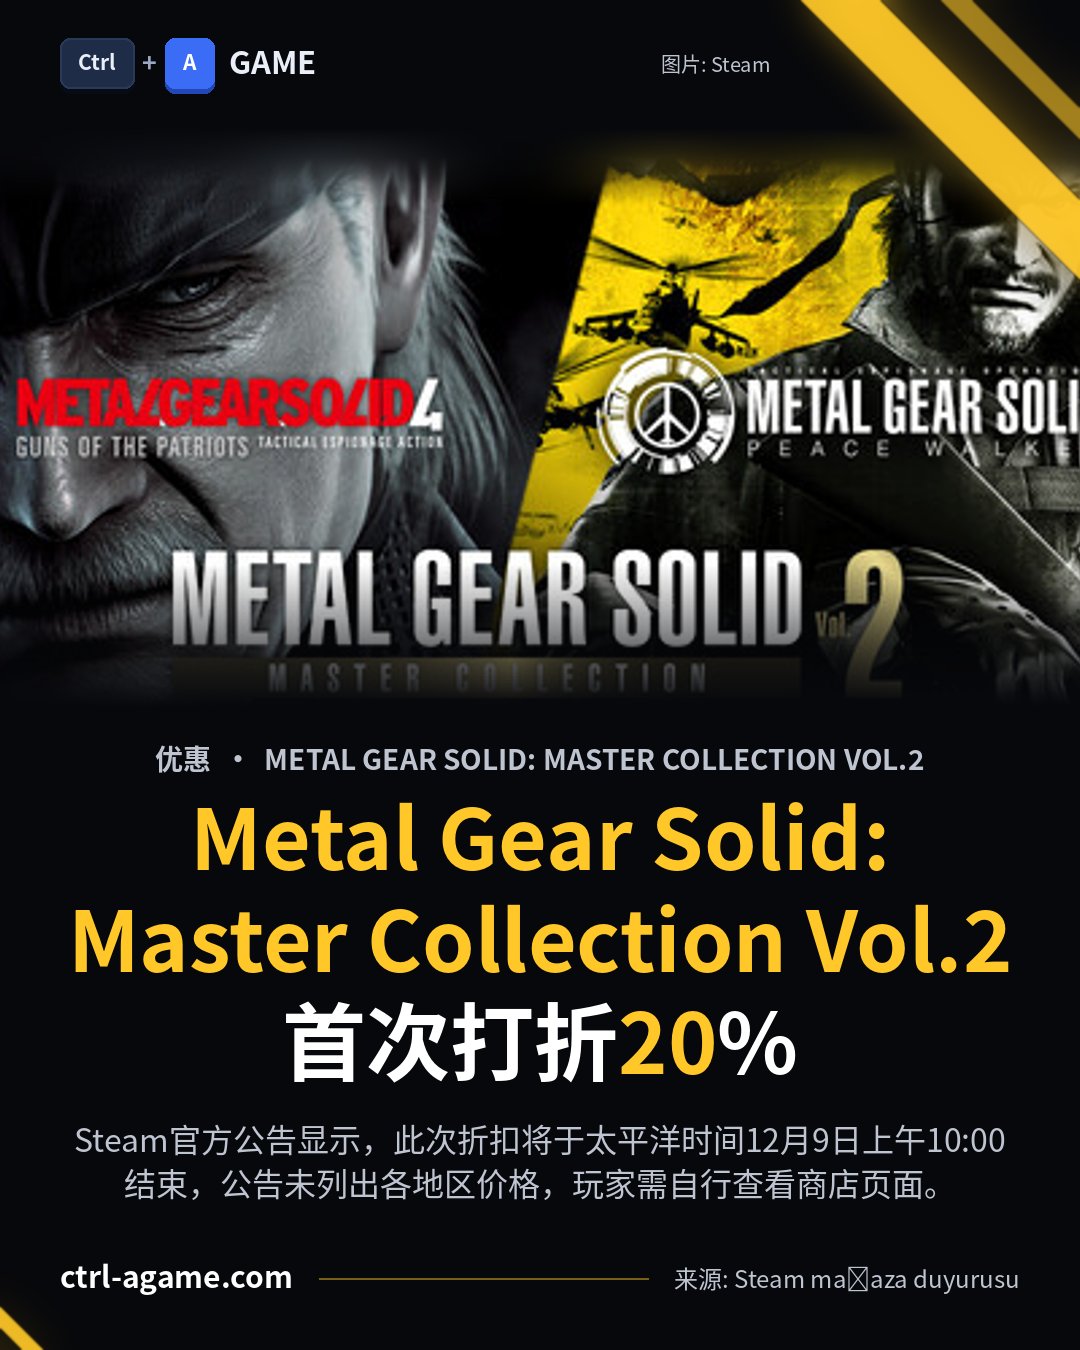 Ctrl + A GAME
图片: Steam
METAL GEAR SOLID 4
GUNS OF THE PATRIOTS TACTICAL ESPIONAGE ACTION
METAL GEAR SOLI
PEACE WALKE
METAL GEAR SOLID Vol.2
MASTER COLLECTION
优惠 • METAL GEAR SOLID: MASTER COLLECTION VOL.2
Metal Gear Solid:
Master Collection Vol.2
首次打折20%
Steam官方公告显示，此次折扣将于太平洋时间12月9日上午10:00
结束，公告未列出各地区价格，玩家需自行查看商店页面。
ctrl-agame.com
来源: Steam ma☒aza duyurusu